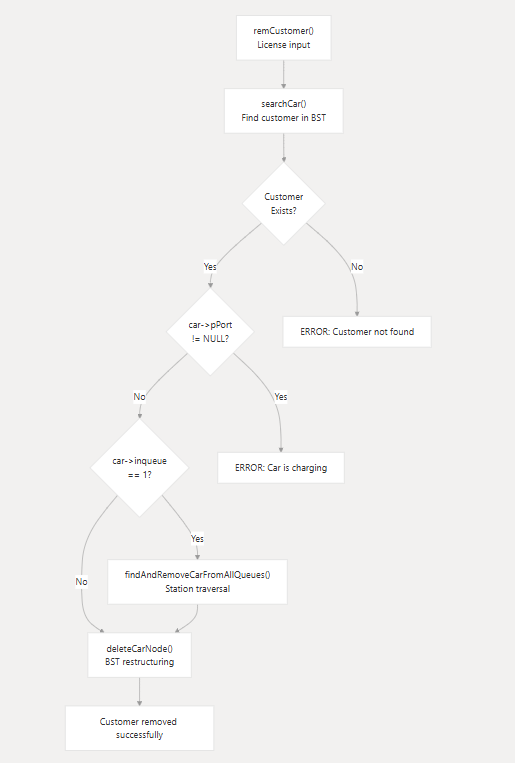 remCustomer()
License input
searchCar()
Find customer in BST
Customer
Exists?
Yes
No
car->pPort
!= NULL?
ERROR: Customer not found
No
Yes
car->inqueue
== 1?
ERROR: Car is charging
Yes
findAndRemoveCarFromAllQueues()
Station traversal
No
deleteCarNode()
BST restructuring
Customer removed
successfully